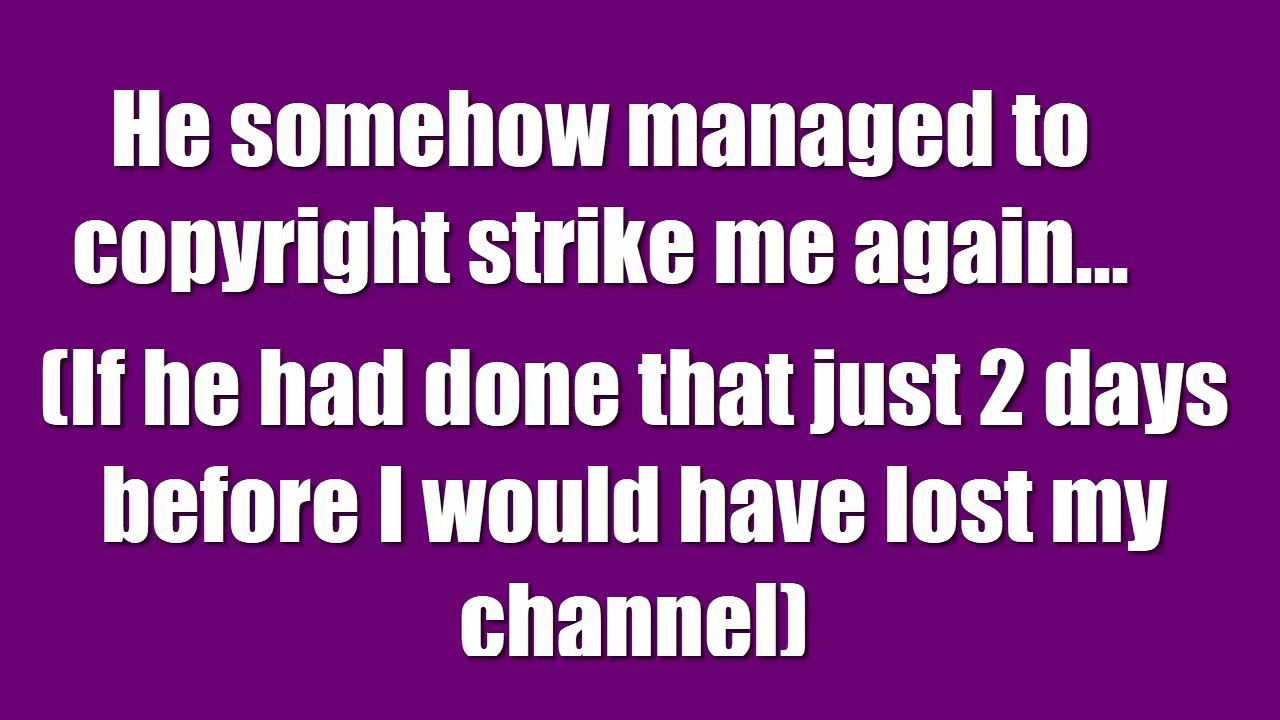 He somehow managed to
copyright strike me again...
(If he had done that just 2 days
before I would have lost my
channel)